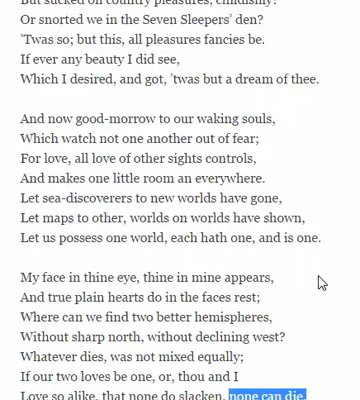 But sucked on country pleasures, childishly?
Or snorted we in the Seven Sleepers’ den?
’Twas so; but this, all pleasures fancies be.
If ever any beauty I did see,
Which I desired, and got, ’twas but a dream of thee.

And now good-morrow to our waking souls,
Which watch not one another out of fear;
For love, all love of other sights controls,
And makes one little room an everywhere.
Let sea-discoverers to new worlds have gone,
Let maps to other, worlds on worlds have shown,
Let us possess one world, each hath one, and is one.

My face in thine eye, thine in mine appears,
And true plain hearts do in the faces rest;
Where can we find two better hemispheres,
Without sharp north, without declining west?
Whatever dies, was not mixed equally;
If our two loves be one, or, thou and I
Love so alike, that none do slacken, none can die.